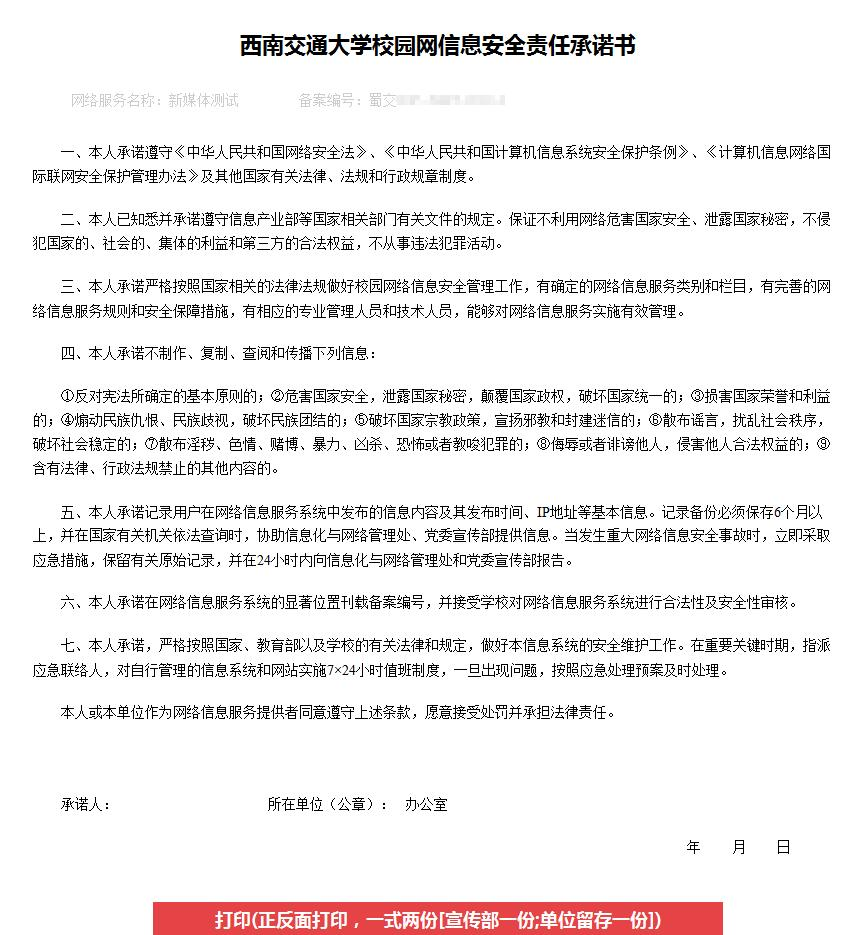 西南交通大学校园网信息安全责任承诺书
网络服务名称：新媒体测试 备案编号：蜀交
一、本人承诺遵守《中华人民共和国网络安全法》、《中华人民共和国计算机信息系统安全保护条例》、《计算机信息网络国
际联网安全保护管理办法》及其他国家有关法律、法规和行政规章制度。
二、本人已知悉并承诺遵守信息产业部等国家相关部门有关文件的规定。保证不利用网络危害国家安全、泄露国家秘密，不侵
犯国家的、社会的、集体的利益和第三方的合法权益，不从事违法犯罪活动。
三、本人承诺严格按照国家相关的法律法规做好校园网络信息安全管理工作，有确定的网络信息服务类别和栏目，有完善的网
络信息服务规则和安全保障措施，有相应的专业管理人员和技术人员，能够对网络信息服务实施有效管理。
四、本人承诺不制作、复制、查阅和传播下列信息：
①反对宪法所确定的基本原则的；②危害国家安全，泄露国家秘密，颠覆国家政权，破坏国家统一的；③损害国家荣誉和利益
的；④煽动民族仇恨、民族歧视，破坏民族团结的；⑤破坏国家宗教政策，宣扬邪教和封建迷信的；⑥散布谣言，扰乱社会秩序，
破坏社会稳定的；⑦散布淫秽、色情、赌博、暴力、凶杀、恐怖或者教唆犯罪的；⑧侮辱或者诽谤他人，侵害他人合法权益的；⑨
含有法律、行政法规禁止的其他内容的。
五、本人承诺记录用户在网络信息服务系统中发布的信息内容及其发布时间、IP地址等基本信息。记录备份必须保存6个月以
上，并在国家有关机关依法查询时，协助信息化与网络管理处、党委宣传部提供信息。当发生重大网络信息安全事故时，立即采取
应急措施，保留有关原始记录，并在24小时内向信息化与网络管理处和党委宣传部报告。
六、本人承诺在网络信息服务系统的显著位置刊载备案编号，并接受学校对网络信息服务系统进行合法性及安全性审核。
七、本人承诺，严格按照国家、教育部以及学校的有关法律和规定，做好本信息系统的安全维护工作。在重要关键时期，指派
应急联络人，对自行管理的信息系统和网站实施7×24小时值班制度，一旦出现问题，按照应急处理预案及时处理。
本人或本单位作为网络信息服务提供者同意遵守上述条款，愿意接受处罚并承担法律责任。
承诺人： 所在单位（公章）： 办公室
年 月 日
打印(正反面打印，一式两份[宣传部一份;单位留存一份])